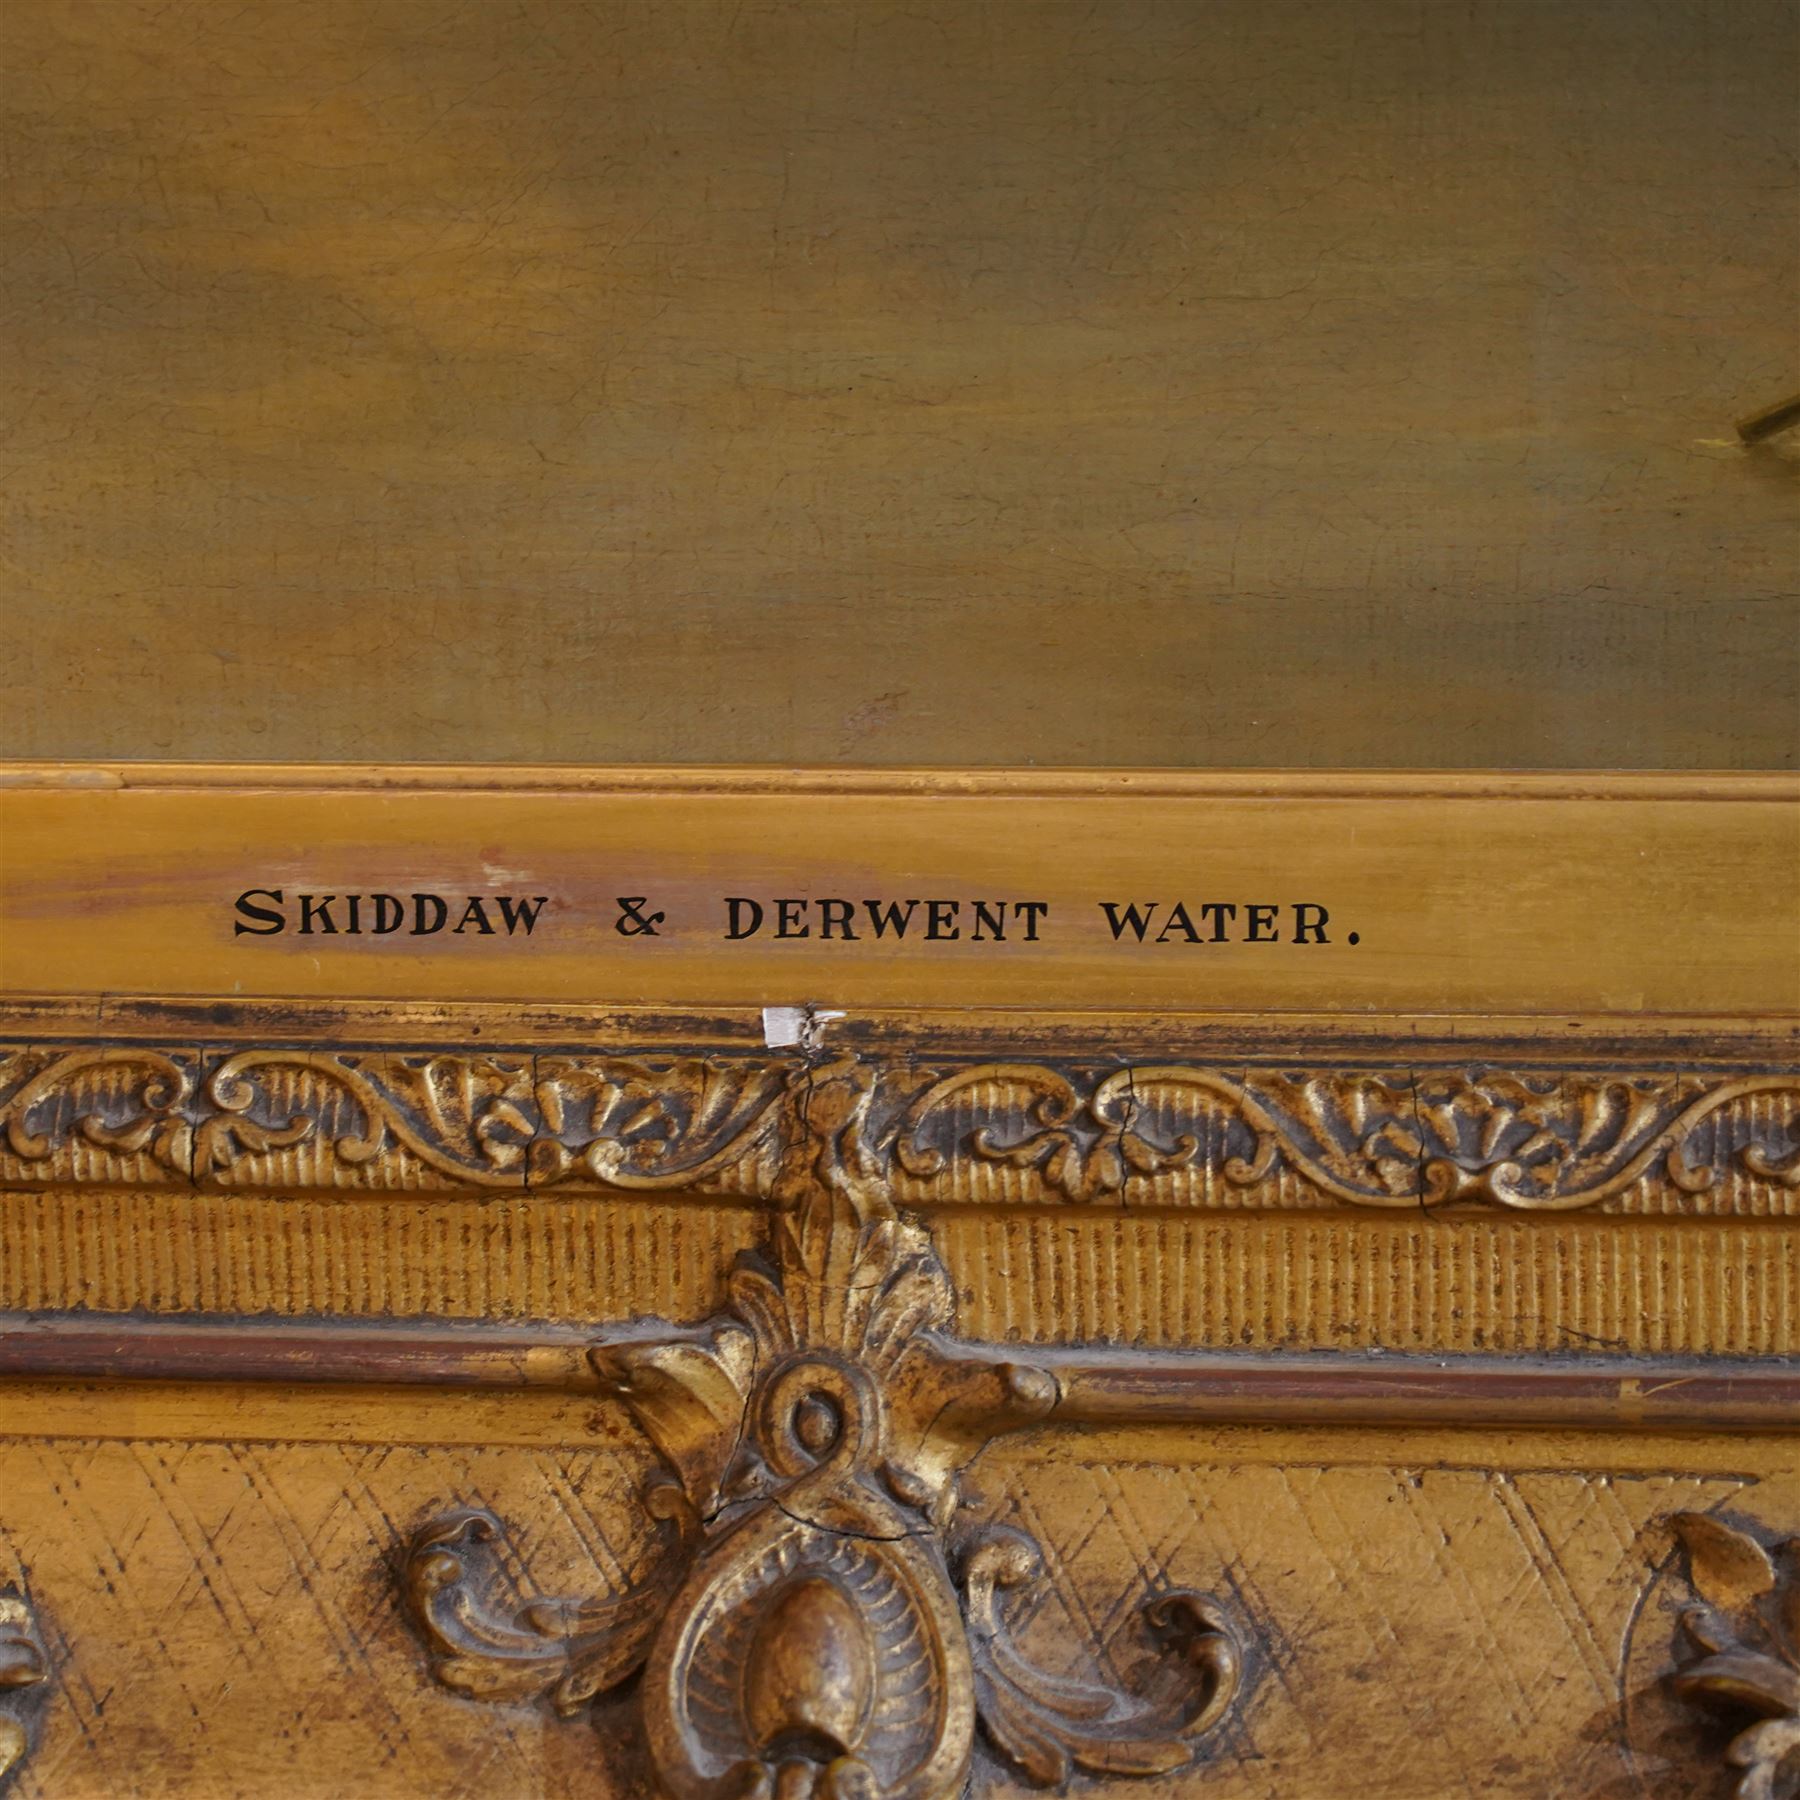 SKIDDAW & DERWENT WATER.